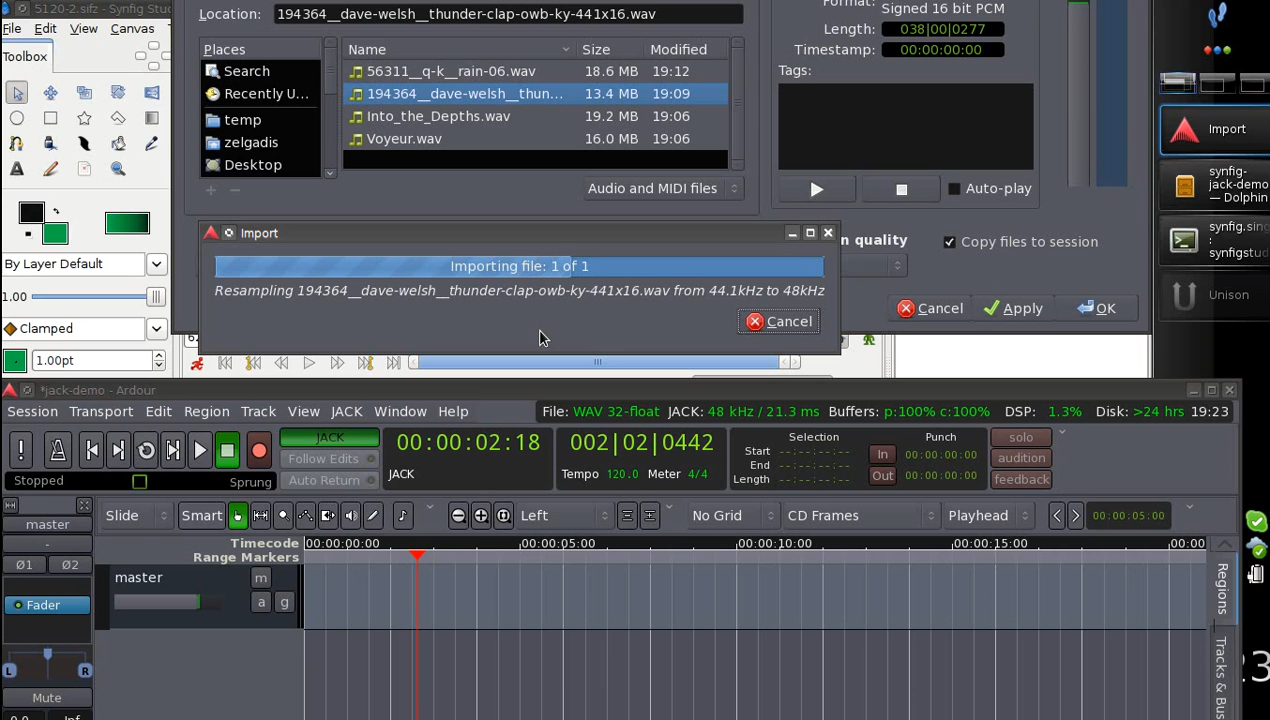 5120-2.sifz - Synfig Stud
File Edit View Canvas
Toolbox
By Layer Default
1.00
Clamped
1.00pt
Location: 194364__dave-welsh__thunder-clap-owb-ky-441x16.wav
Places
Search
Recently U...
temp
zelgadis
Desktop
Name Size Modified
56311__q-k__rain-06.wav 18.6 MB 19:12
194364__dave-welsh__thun... 13.4 MB 19:09
Into_the_Depths.wav 19.2 MB 19:06
Voyeur.wav 16.0 MB 19:06
Audio and MIDI files
Signed 16 bit PCM
Length: 038|00|0277
Timestamp: 00:00:00:00
Tags:
Auto-play
n quality
Copy files to session
Cancel Apply OK
Import
Importing file: 1 of 1
Resampling 194364__dave-welsh__thunder-clap-owb-ky-441x16.wav from 44.1kHz to 48kHz
Cancel
Import
synfig-
jack-demo
— Dolphin
synfig.sing
:
synfigstud
Unison
*jack-demo - Ardour
Session Transport Edit Region Track View JACK Window Help
File: WAV 32-float JACK: 48 kHz / 21.3 ms Buffers: p:100% c:100% DSP: 1.3% Disk: >24 hrs 19:23
JACK
Follow Edits
Auto Return
Stopped Sprung
00:00:02:18
JACK
002|02|0442
Tempo 120.0 Meter 4/4
Selection
Start --:--:--:--
End --:--:--:--
Length --:--:--:--
Punch
In 00:00:00:00
Out 00:00:00:00
solo
audition
feedback
master
-
Ø1 Ø2
Fader
L R
Mute
Slide Smart Left No Grid CD Frames Playhead 00:00:05:00
Timecode 00:00:00:00 00:00:05:00 00:00:10:00 00:00:15:00 00:00
Range Markers
master m
a g
Regions
Tracks & Bus
23